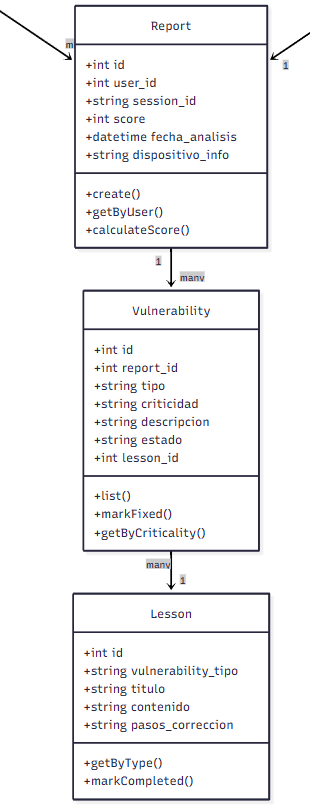 Report
m
1
+int id
+int user_id
+string session_id
+int score
+datetime fecha_analisis
+string dispositivo_info
+create()
+getByUser()
+calculateScore()
1
many
Vulnerability
+int id
+int report_id
+string tipo
+string criticidad
+string descripcion
+string estado
+int lesson_id
+list()
+markFixed()
+getByCriticality()
many
1
Lesson
+int id
+string vulnerability_tipo
+string titulo
+string contenido
+string pasos_correccion
+getByType()
+markCompleted()